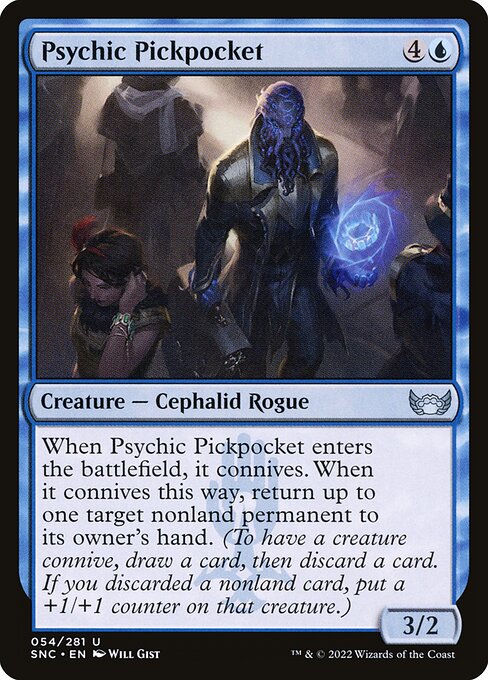 Psychic Pickpocket 4
Creature — Cephalid Rogue
When Psychic Pickpocket enters
the battlefield, it connives. When
it connives this way, return up to
one target nonland permanent to
its owner's hand. (To have a creature
connive, draw a card, then discard a card.
If you discarded a nonland card, put a
+1/+1 counter on that creature.)
3/2
054/281 U
SNC • EN Will Gist
™ & © 2022 Wizards of the Coast